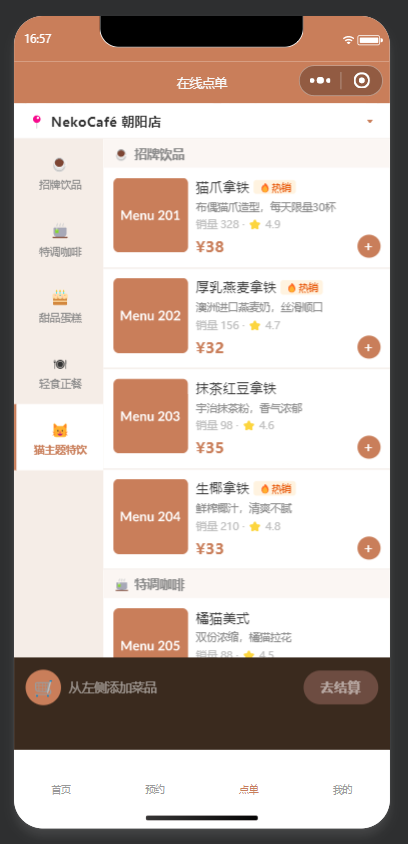 16:57
在线点单
NekoCafé 朝阳店
招牌饮品
特调咖啡
甜品蛋糕
轻食正餐
猫主题特饮
招牌饮品
Menu 201
猫爪拿铁 热销
布偶猫爪造型，每天限量30杯
销量 328 · 4.9
¥38
+
Menu 202
厚乳燕麦拿铁 热销
澳洲进口燕麦奶，丝滑顺口
销量 156 · 4.7
¥32
+
Menu 203
抹茶红豆拿铁
宇治抹茶粉，香气浓郁
销量 98 · 4.6
¥35
+
Menu 204
生椰拿铁 热销
鲜榨椰汁，清爽不腻
销量 210 · 4.8
¥33
+
特调咖啡
Menu 205
橘猫美式
双份浓缩，橘猫拉花
销量 88 · 4.5
从左侧添加菜品
去结算
首页
预约
点单
我的